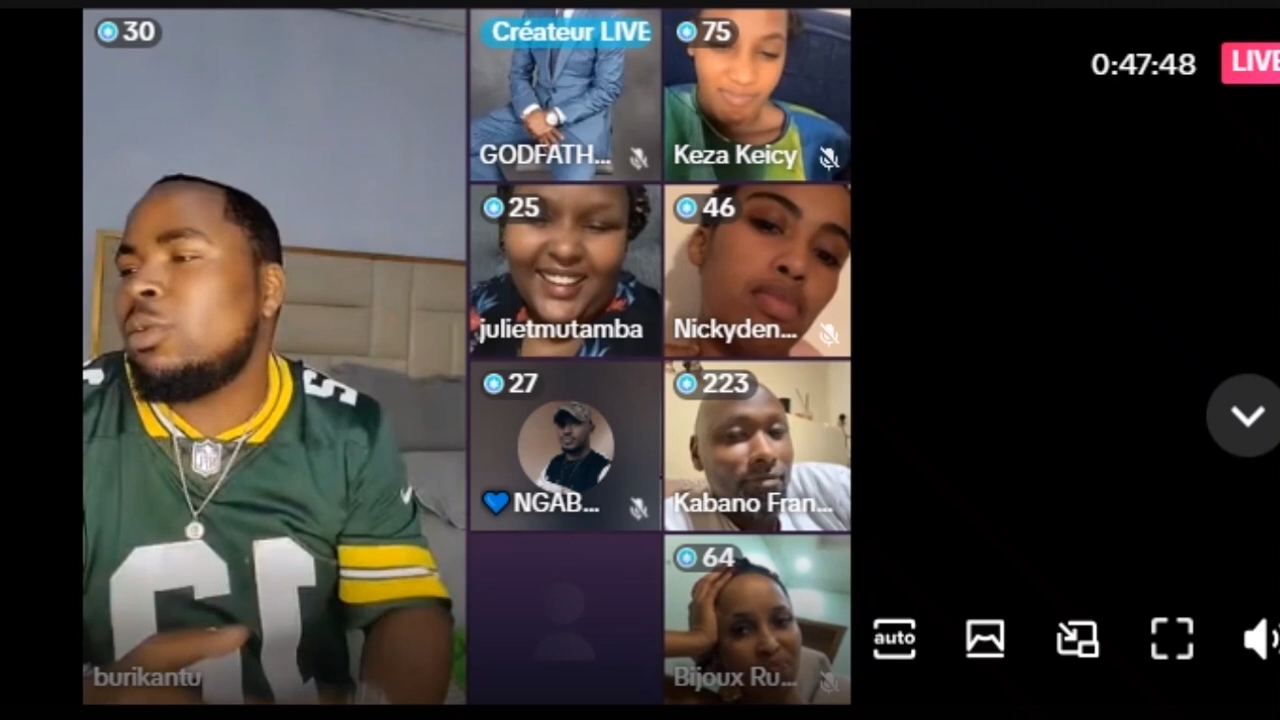 30
Créateur LIVE
75
0:47:48
LIVE
GODFATH...
Keza Keicy
25
46
julietmutamba
Nickyden...
27
223
💙 NGAB...
Kabano Fran...
64
auto
burikantu
Bijoux Ru...